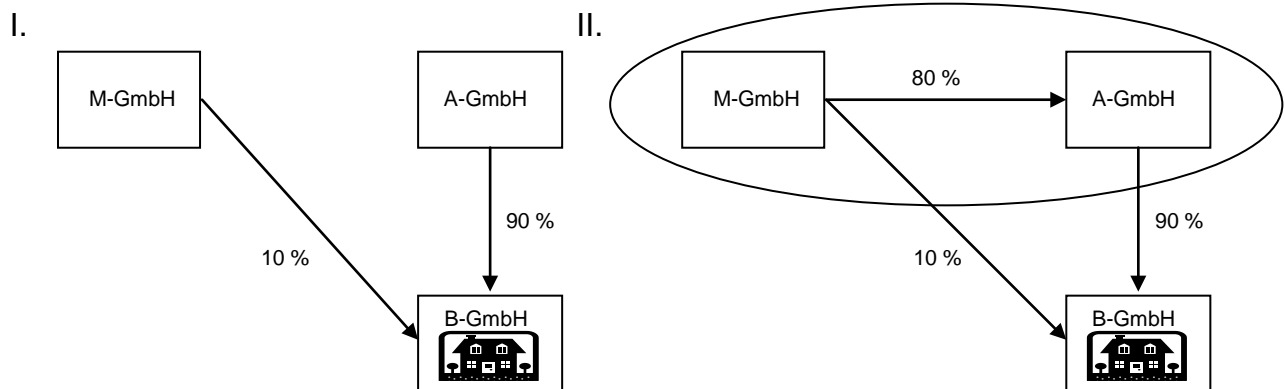 I.
M-GmbH
A-GmbH
90 %
10 %
B-GmbH
II.
M-GmbH
80 %
A-GmbH
90 %
10 %
B-GmbH